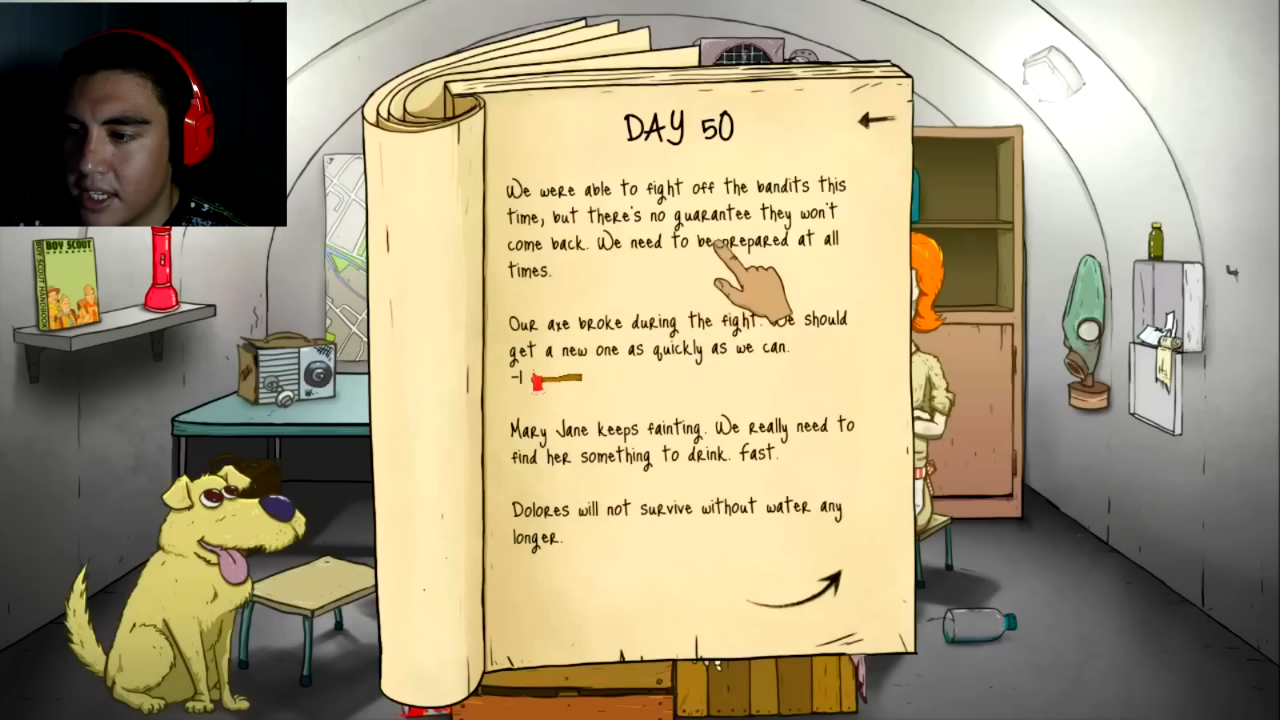 DAY 50
We were able to fight off the bandits this
time, but there's no guarantee they won't
come back. We need to be prepared at all
times.
Our axe broke during the fight. We should
get a new one as quickly as we can.
-1
Mary Jane keeps fainting. We really need to
find her something to drink. Fast.
Dolores will not survive without water any
longer.
BOY SCOUT
BOY SCOUT HANDBOOK